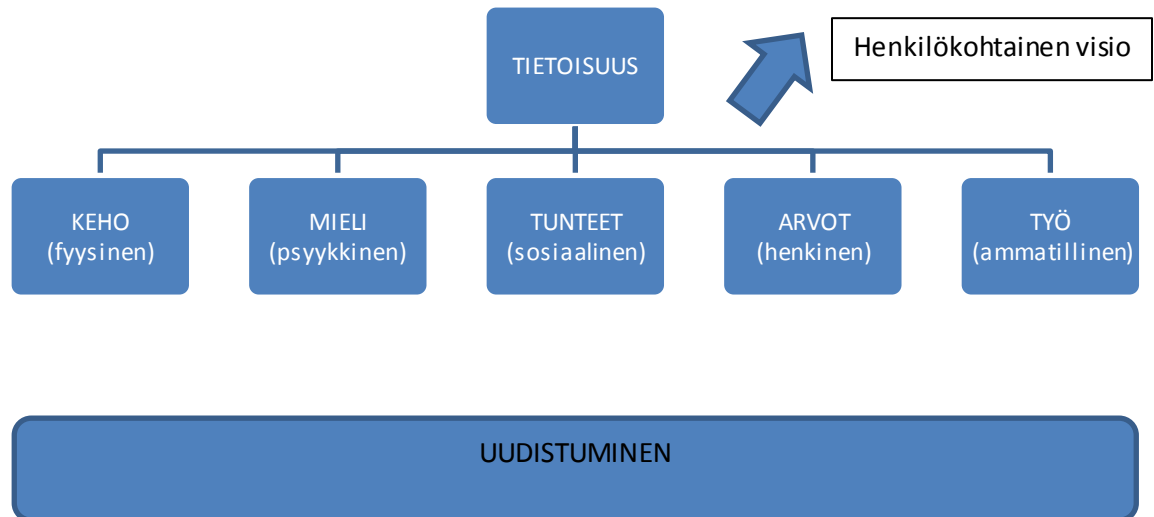 TIETOISUUS
Henkilökohtainen visio
KEHO
(fyysinen)
MIELI
(psyykkinen)
TUNTEET
(sosiaalinen)
ARVOT
(henkinen)
TYÖ
(ammatillinen)
UUDISTUMINEN